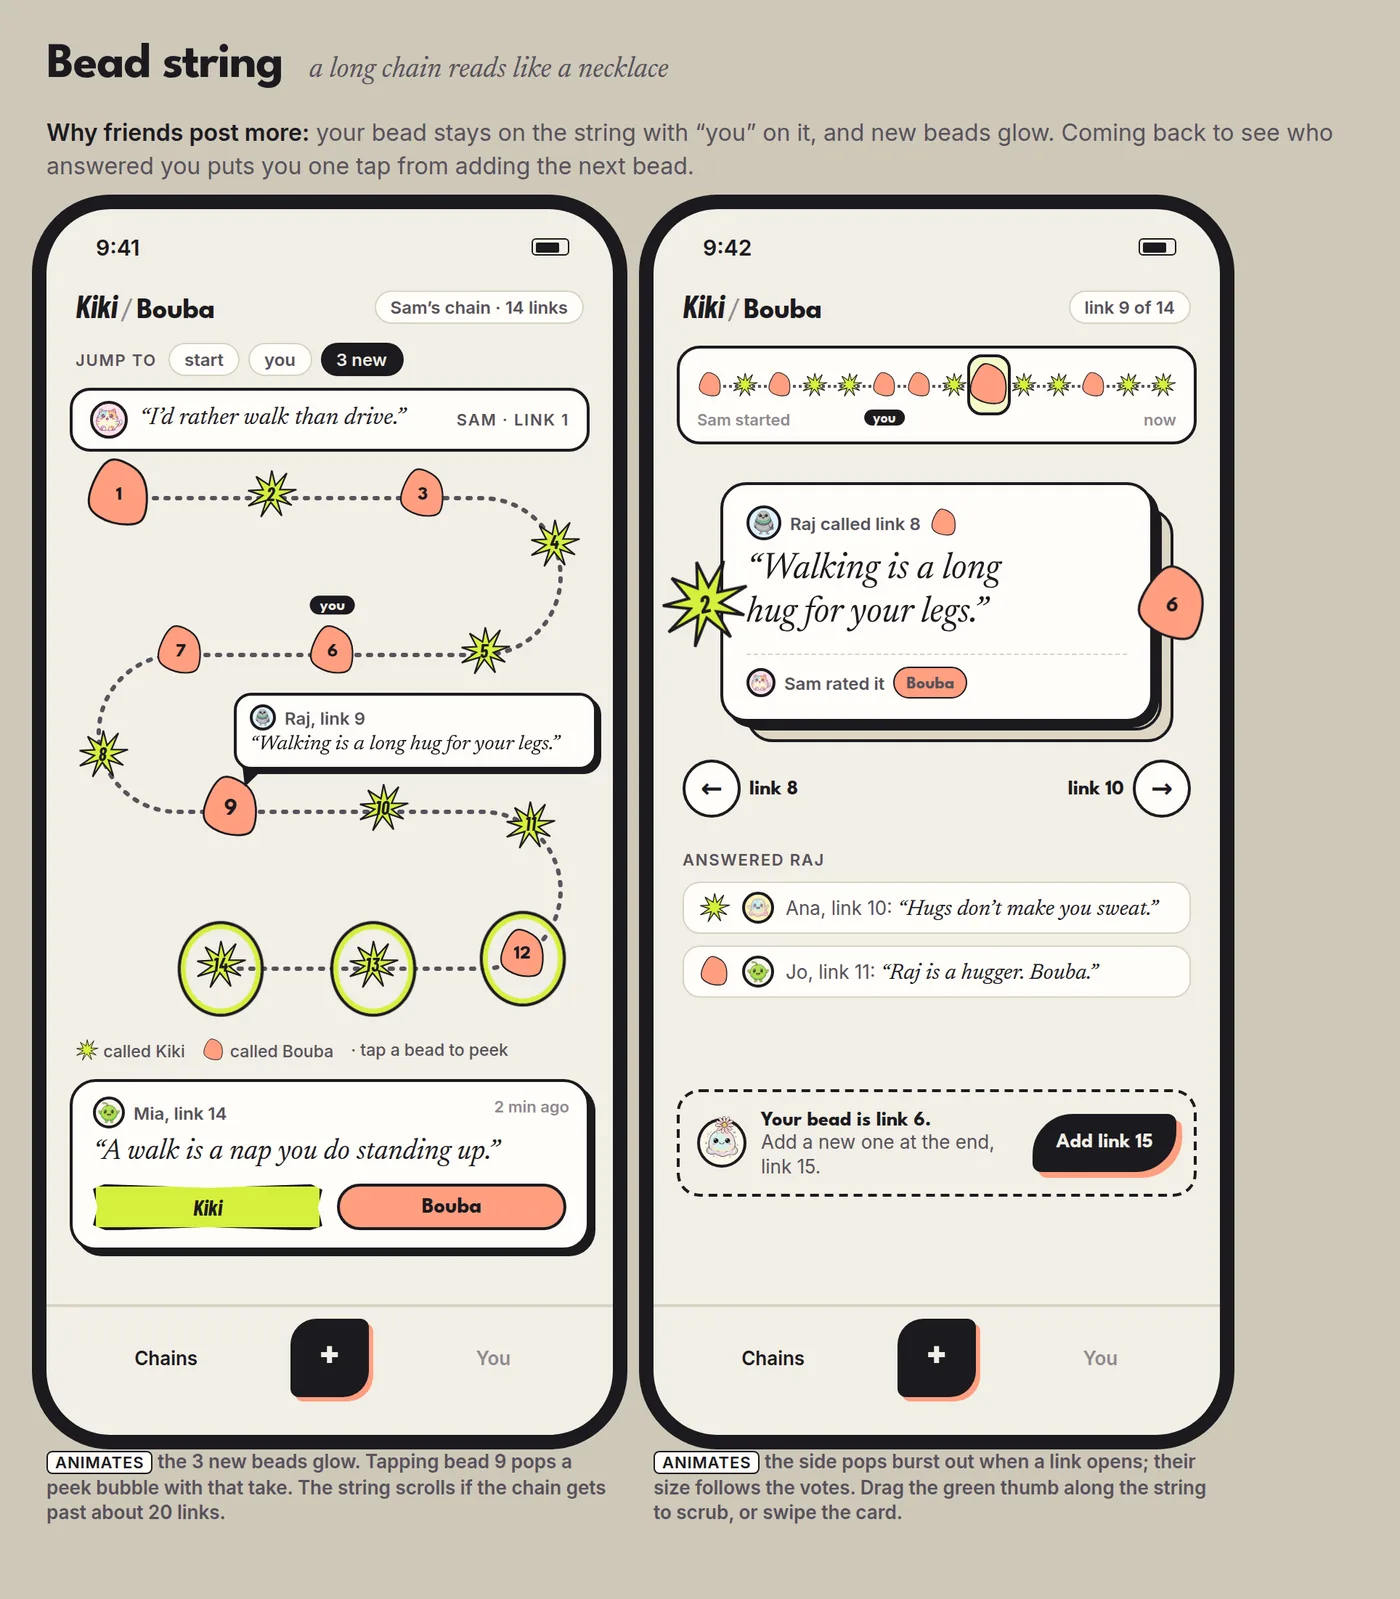 Bead string a long chain reads like a necklace
Why friends post more: your bead stays on the string with “you” on it, and new beads glow. Coming back to see who
answered you puts you one tap from adding the next bead.
9:41
Kiki / Bouba
Sam’s chain · 14 links
JUMP TO start you 3 new
“I’d rather walk than drive.” SAM · LINK 1
1 2 3
4
you
7 6 5
Raj, link 9
“Walking is a long hug for your legs.”
8
9 10 11
14 13 12
called Kiki called Bouba · tap a bead to peek
Mia, link 14 2 min ago
“A walk is a nap you do standing up.”
Kiki Bouba
Chains + You
ANIMATES the 3 new beads glow. Tapping bead 9 pops a
peek bubble with that take. The string scrolls if the chain gets
past about 20 links.
9:42
Kiki / Bouba
link 9 of 14
Sam started you now
Raj called link 8
“Walking is a long
hug for your legs.”
2 6
Sam rated it Bouba
← link 8 link 10 →
ANSWERED RAJ
Ana, link 10: “Hugs don’t make you sweat.”
Jo, link 11: “Raj is a hugger. Bouba.”
Your bead is link 6.
Add a new one at the end,
link 15.
Add link 15
Chains + You
ANIMATES the side pops burst out when a link opens; their
size follows the votes. Drag the green thumb along the string
to scrub, or swipe the card.